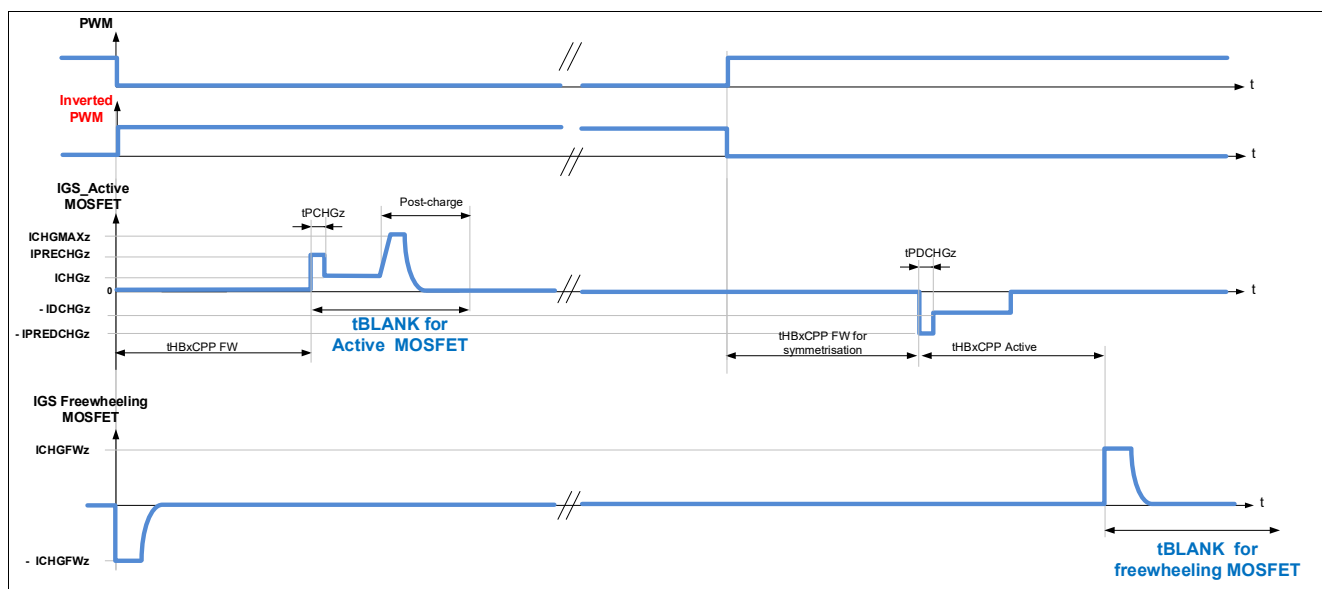 PWM
t
Inverted
PWM
t
IGS_Active
MOSFET
tPCHGz
Post-charge
ICHGMAXz
IPRECHGz
ICHGz
0
t
- IDCHGz
- IPREDCHGz
tPDCHGz
tBLANK for
Active MOSFET
tHBxCPP FW
tHBxCPP FW for
symmetrisation
tHBxCPP Active
IGS Freewheeling
MOSFET
ICHGFWz
t
- ICHGFWz
tBLANK for
freewheeling MOSFET